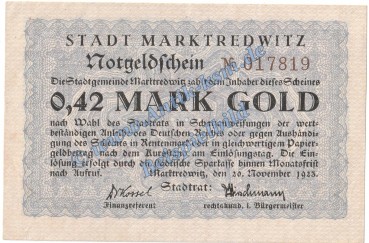 STADT MARKTREDWITZ
Notgeldschein № 017819
Die Stadtgemeinde Marktredwitz zahlt dem Inhaber dieses Scheines
0,42 MARK GOLD
nach Wahl des Stadtrats in Schatzanweisungen der wert-
beständigen Anleihe des Deutschen Reiches oder gegen Aushändi-
gung des Scheines in Rentenmark oder in gleichwertigem Papier-
geldbetrag nach dem Kurs am Einlösungstag. Die Ein-
lösung erfolgt durch die städtische Sparkasse binnen Monatsfrist
nach Aufruf. Marktredwitz, den 20. November 1923.
Stadtrat:
Finanzreferent rechtskund. I. Bürgermeister